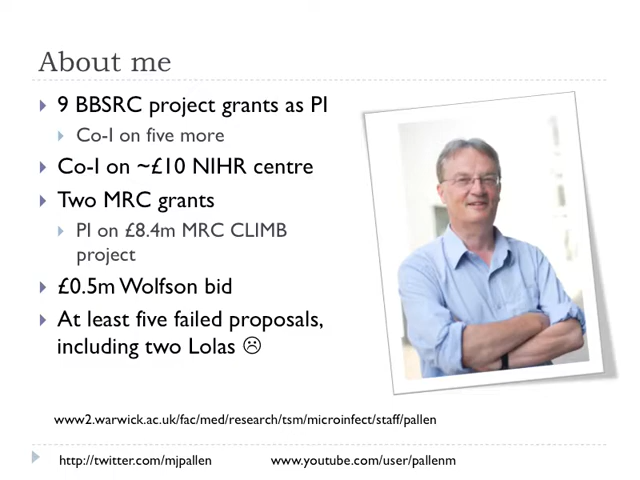 About me
9 BBSRC project grants as PI
Co-I on five more
Co-I on ~£10 NIHR centre
Two MRC grants
PI on £8.4m MRC CLIMB
project
£0.5m Wolfson bid
At least five failed proposals,
including two Lolas ☹
www2.warwick.ac.uk/fac/med/research/tsm/microinfect/staff/pallen
http://twitter.com/mjpallen www.youtube.com/user/pallenm